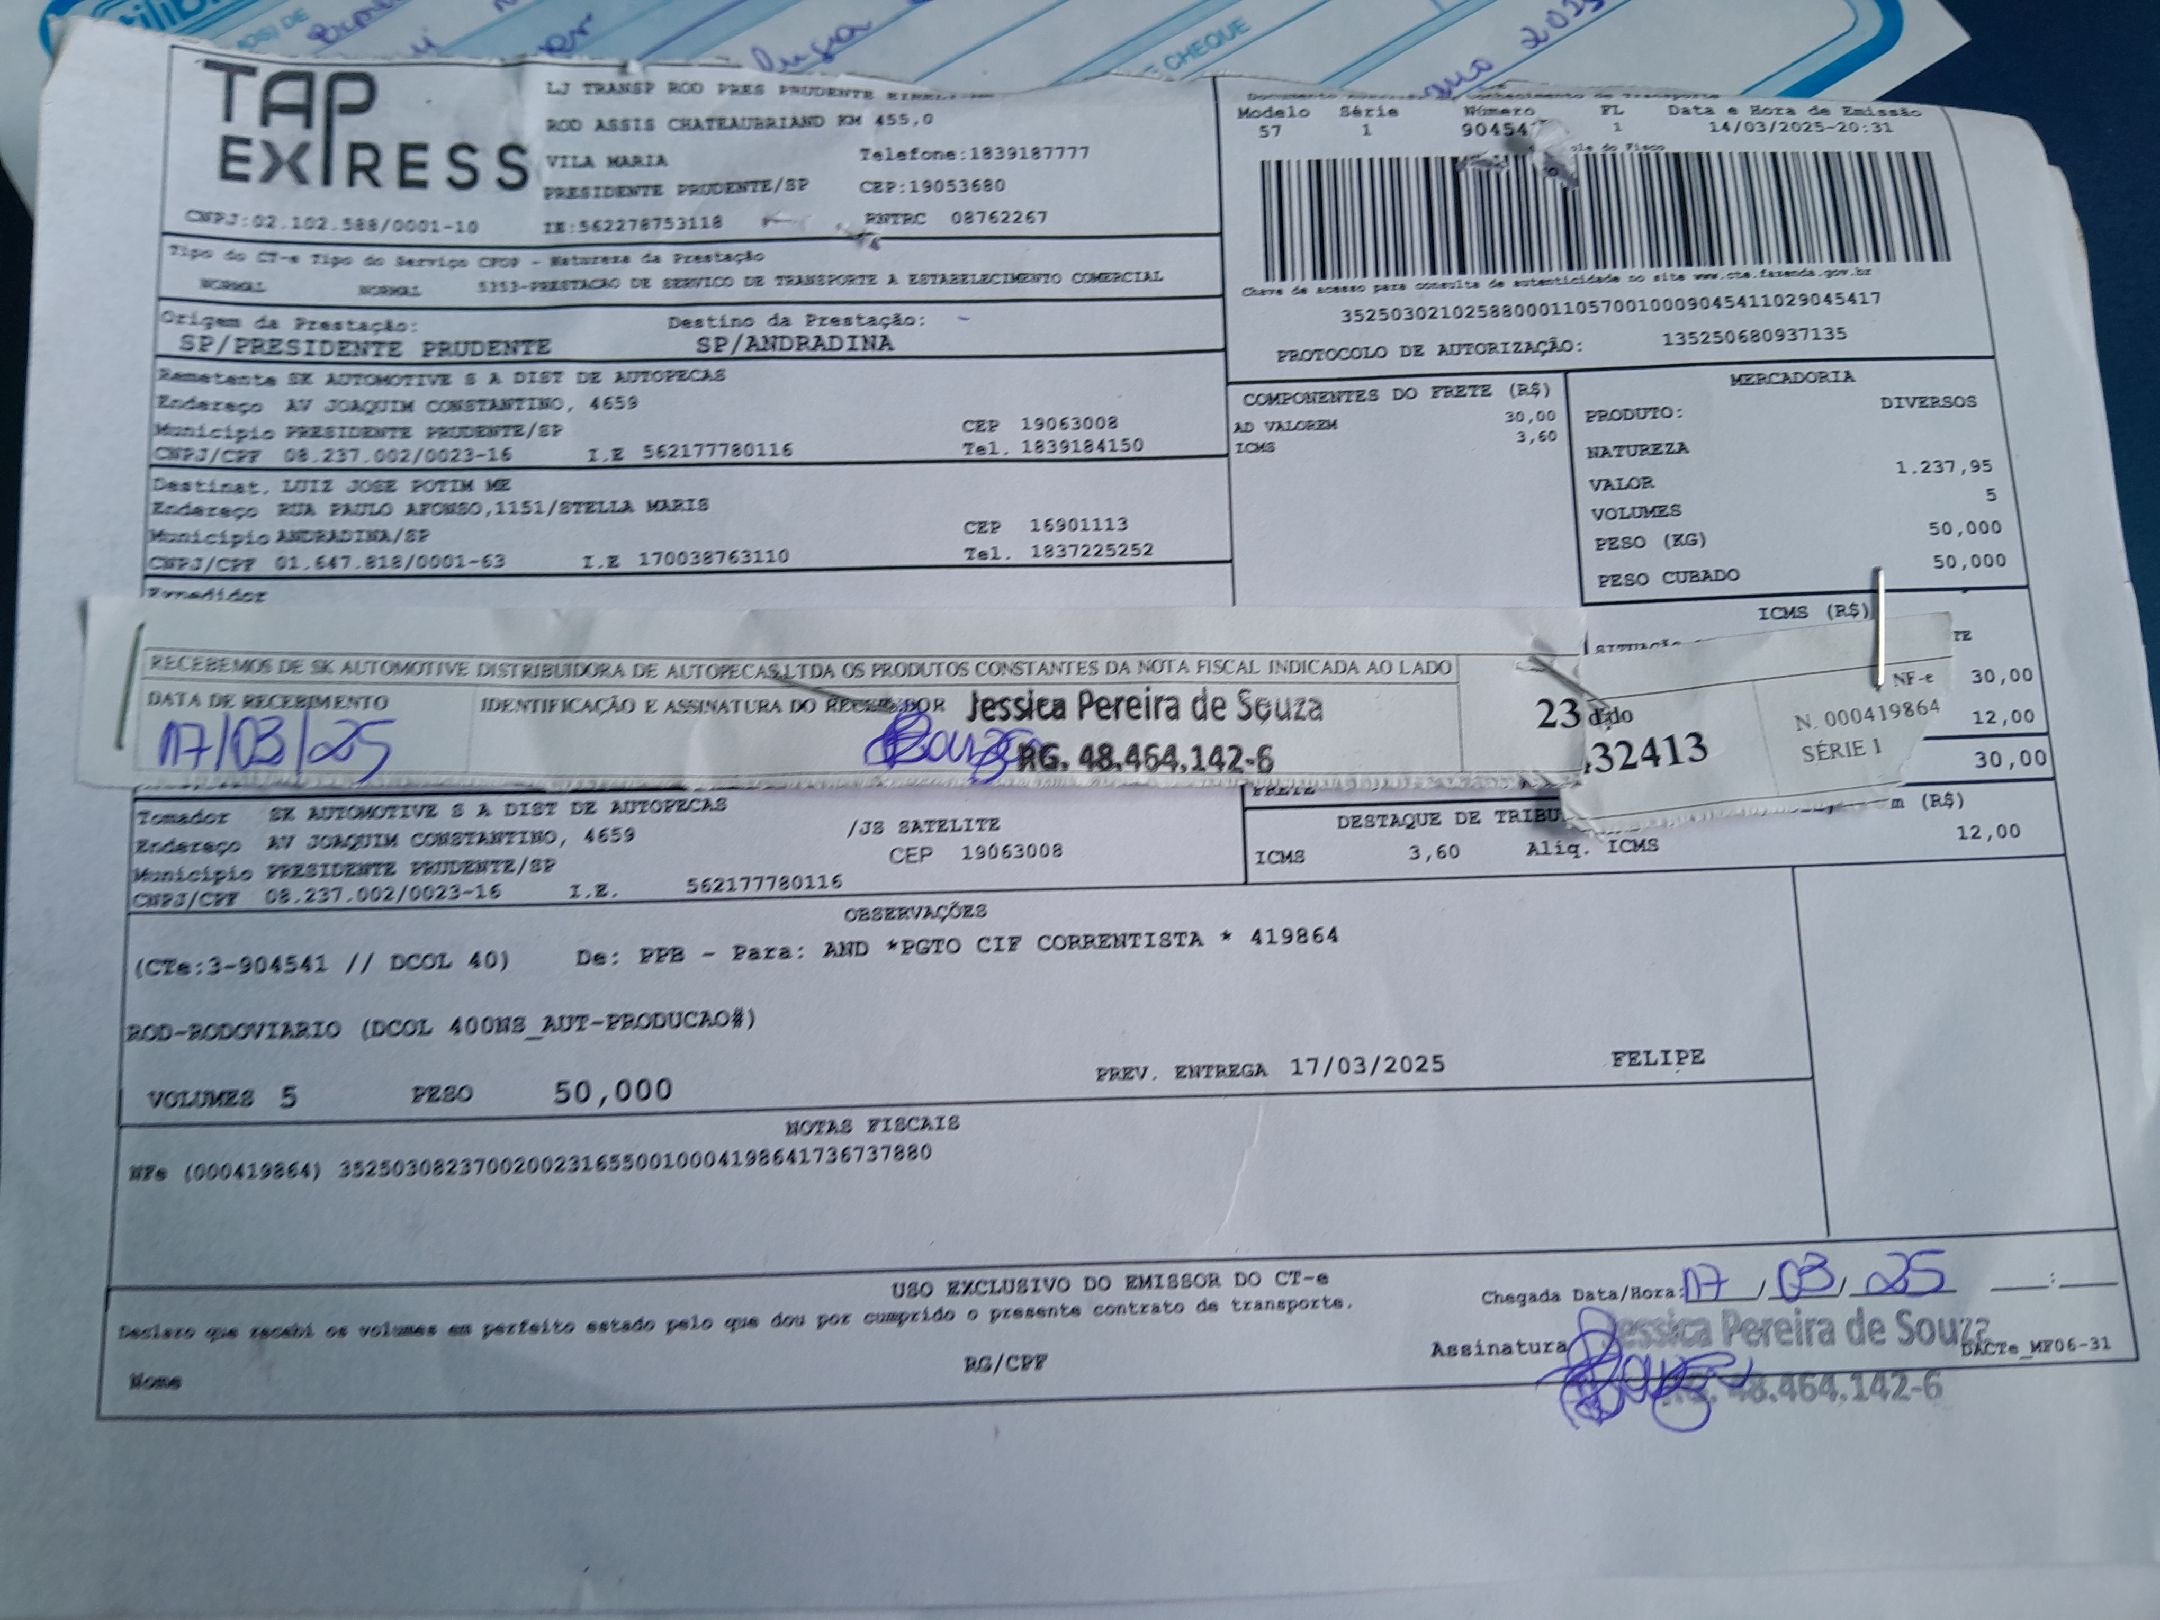 DE CHEQUE
TAP
EXPRESS
LJ TRANSP ROD PRES PRUDENTE
ROD ASSIS CHATEAUBRIAND KM 455,0
VILA MARIA Telefone:1839187777
PRESIDENTE PRUDENTE/SP CEP:19053680
CNPJ:02.102.588/0001-10 IE:562278753118 RNTRC 08762267
Modelo Série Número FL Data e Hora de Emissão
57 1 90454 1 14/03/2025-20:31
Chave de acesso para consulta de autenticidade no site www.cte.fazenda.gov.br
35250302102588000110570010009045411029045417
PROTOCOLO DE AUTORIZAÇÃO: 135250680937135
Tipo do CT-e Tipo do Serviço CFOP - Natureza da Prestação
NORMAL NORMAL 5353-PRESTACAO DE SERVICO DE TRANSPORTE A ESTABELECIMENTO COMERCIAL
Origem da Prestação: Destino da Prestação:
SP/PRESIDENTE PRUDENTE SP/ANDRADINA
Remetente SK AUTOMOTIVE S A DIST DE AUTOPECAS
Endereço AV JOAQUIM CONSTANTINO, 4659
Município PRESIDENTE PRUDENTE/SP CEP 19063008
CNPJ/CPF 08.237.002/0023-16 I.E 562177780116 Tel. 1839184150
Destinat. LUIZ JOSE POTIM ME
Endereço RUA PAULO AFONSO,1151/STELLA MARIS
Município ANDRADINA/SP CEP 16901113
CNPJ/CPF 01.647.818/0001-63 I.E 170038763110 Tel. 1837225252
Expedidor
COMPONENTES DO FRETE (R$)
AD VALOREM 30,00
ICMS 3,60
MERCADORIA
PRODUTO: DIVERSOS
NATUREZA
VALOR 1.237,95
VOLUMES 5
PESO (KG) 50,000
PESO CUBADO 50,000
ICMS (R$)
30,00
12,00
30,00
RECEBEMOS DE SK AUTOMOTIVE DISTRIBUIDORA DE AUTOPECAS LTDA OS PRODUTOS CONSTANTES DA NOTA FISCAL INDICADA AO LADO
DATA DE RECEBIMENTO IDENTIFICAÇÃO E ASSINATURA DO RECEBEDOR
17/03/25
Jessica Pereira de Souza
RG. 48.464.142-6
23
32413
NF-e
N. 000419864
SÉRIE 1
FRETE
Tomador SK AUTOMOTIVE S A DIST DE AUTOPECAS
Endereço AV JOAQUIM CONSTANTINO, 4659 /JS SATELITE
Município PRESIDENTE PRUDENTE/SP CEP 19063008
CNPJ/CPF 08.237.002/0023-16 I.E. 562177780116
DESTAQUE DE TRIBU m (R$)
ICMS 3,60 Aliq. ICMS 12,00
OBSERVAÇÕES
(CTe:3-904541 // DCOL 40) De: PPB - Para: AND *PGTO CIF CORRENTISTA * 419864
ROD-RODOVIARIO (DCOL 400NS_AUT-PRODUCAO#)
VOLUMES 5 PESO 50,000 PREV. ENTREGA 17/03/2025 FELIPE
NOTAS FISCAIS
NFe (000419864) 35250308237002002316550010004198641736737880
USO EXCLUSIVO DO EMISSOR DO CT-e
Declaro que recebi os volumes em perfeito estado pelo que dou por cumprido o presente contrato de transporte.
Chegada Data/Hora: 17 / 03 / 25 :
Nome RG/CPF Assinatura
Jessica Pereira de Souza
DACTe_MF06-31
RG. 48.464.142-6